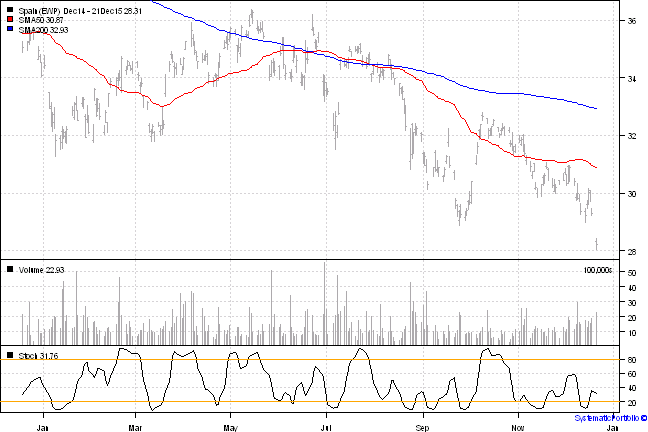 Spain (EWP) Dec14 - 21Dec15 28.31
SMA50 30.87
SMA200 32.93
36
34
32
30
28
Volume 22.93
100,000s
50
40
30
20
10
Stoch 31.76
80
60
40
20
Jan
Mar
May
Jul
Sep
Nov
Jan
SystematicPortfolio ©